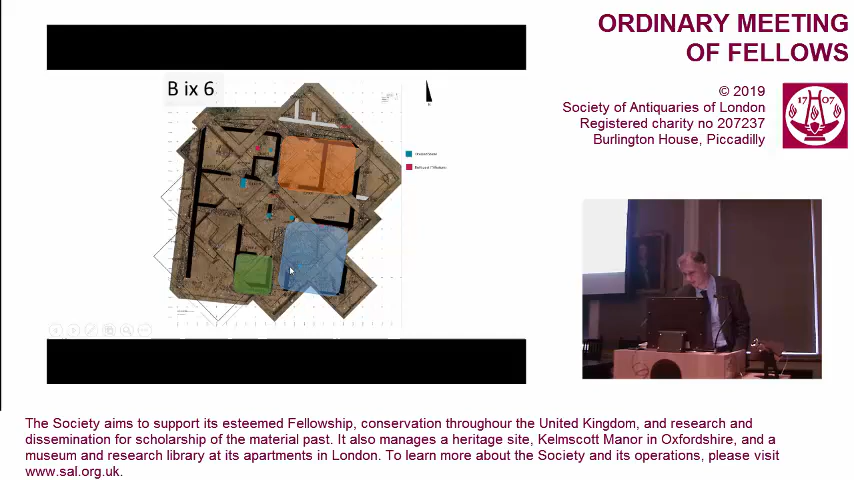 ORDINARY MEETING
OF FELLOWS
© 2019
Society of Antiquaries of London
Registered charity no 207237
Burlington House, Piccadilly
17 07
B ix 6
The Society aims to support its esteemed Fellowship, conservation throughour the United Kingdom, and research and
dissemination for scholarship of the material past. It also manages a heritage site, Kelmscott Manor in Oxfordshire, and a
museum and research library at its apartments in London. To learn more about the Society and its operations, please visit
www.sal.org.uk.